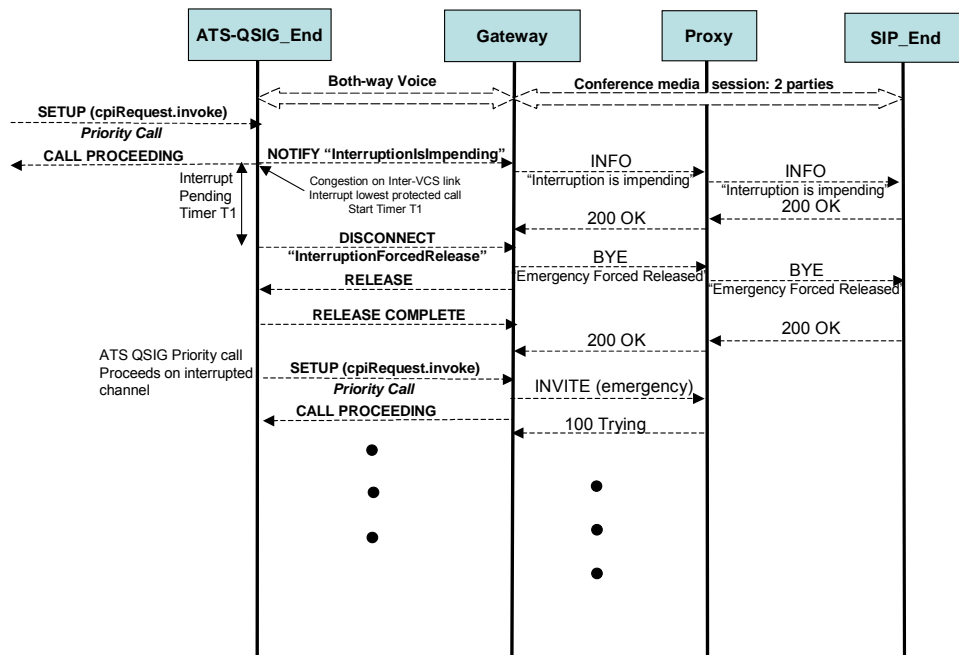 ATS-QSIG_End
Gateway
Proxy
SIP_End
Both-way Voice
Conference media session: 2 parties
SETUP (cpiRequest.invoke)
Priority Call
CALL PROCEEDING
NOTIFY “InterruptionIsImpending”
INFO
“Interruption is impending”
INFO
“Interruption is impending”
Interrupt
Pending
Timer T1
Congestion on Inter-VCS link
Interrupt lowest protected call
Start Timer T1
200 OK
200 OK
DISCONNECT
“InterruptionForcedRelease”
BYE
“Emergency Forced Released”
BYE
“Emergency Forced Released”
RELEASE
RELEASE COMPLETE
200 OK
200 OK
ATS QSIG Priority call
Proceeds on interrupted
channel
SETUP (cpiRequest.invoke)
Priority Call
INVITE (emergency)
CALL PROCEEDING
100 Trying